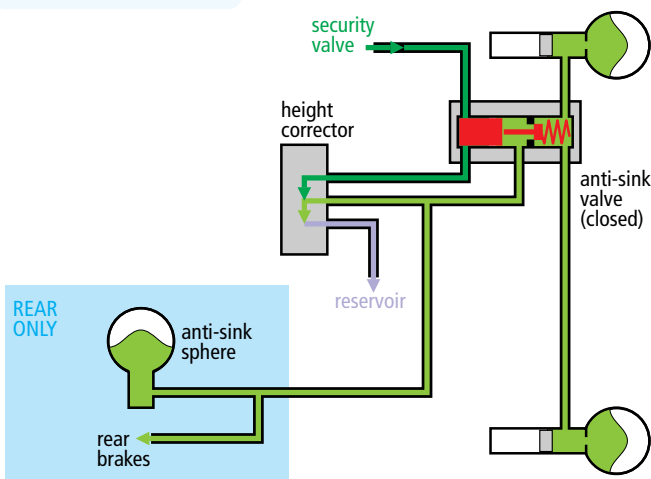 security
valve
height
corrector
anti-sink
valve
(closed)
reservoir
REAR
ONLY
anti-sink
sphere
rear
brakes